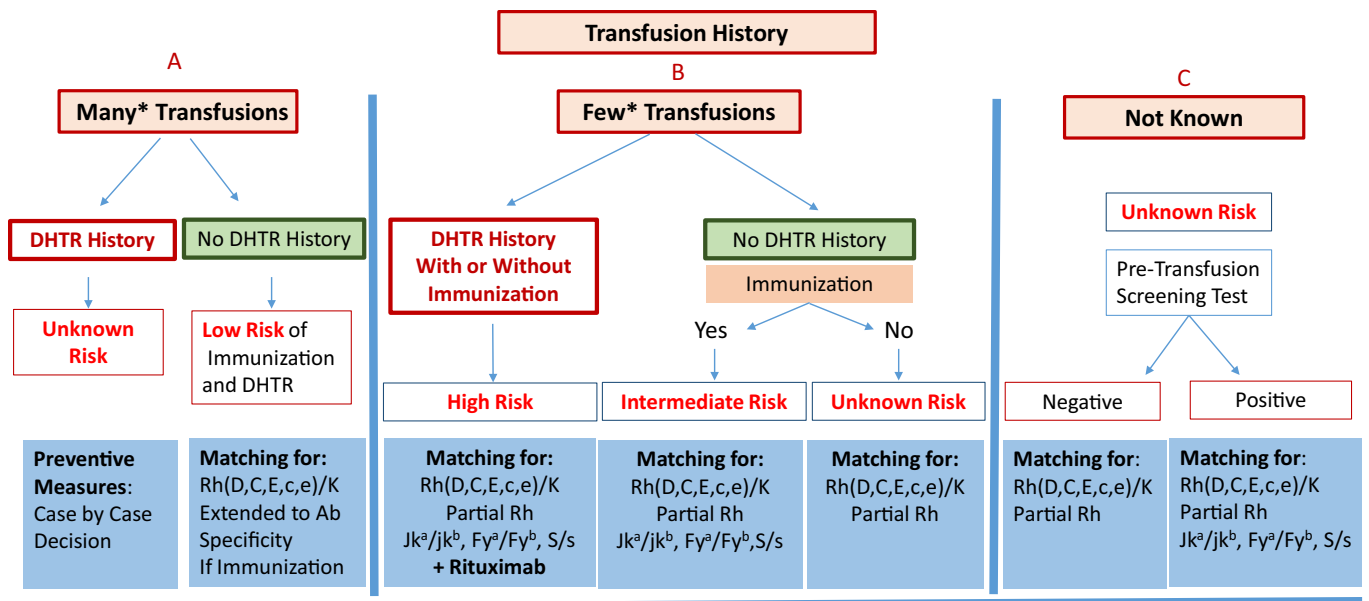 Transfusion History
A
Many* Transfusions
DHTR History
No DHTR History
Unknown
Risk
Low Risk of
Immunization
and DHTR
Preventive
Measures:
Case by Case
Decision
Matching for:
Rh(D,C,E,c,e)/K
Extended to Ab
Specificity
If Immunization
B
Few* Transfusions
DHTR History
With or Without
Immunization
No DHTR History
Immunization
Yes
No
High Risk
Intermediate Risk
Unknown Risk
Matching for:
Rh(D,C,E,c,e)/K
Partial Rh
Jkᵃ/jkᵇ, Fyᵃ/Fyᵇ, S/s
+ Rituximab
Matching for:
Rh(D,C,E,c,e)/K
Partial Rh
Jkᵃ/jkᵇ, Fyᵃ/Fyᵇ,S/s
Matching for:
Rh(D,C,E,c,e)/K
Partial Rh
C
Not Known
Unknown Risk
Pre-Transfusion
Screening Test
Negative
Positive
Matching for:
Rh(D,C,E,c,e)/K
Partial Rh
Matching for:
Rh(D,C,E,c,e)/K
Partial Rh
Jkᵃ/jkᵇ, Fyᵃ/Fyᵇ, S/s